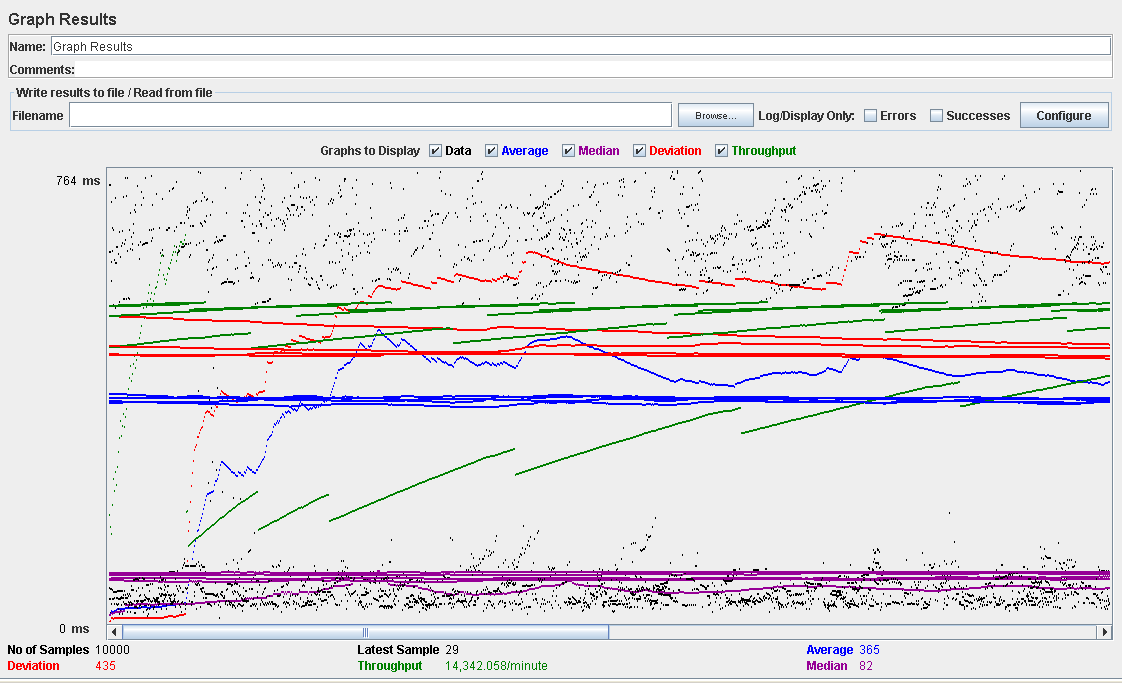 Graph Results
Name: Graph Results
Comments:
Write results to file / Read from file
Filename Browse... Log/Display Only: Errors Successes Configure
Graphs to Display Data Average Median Deviation Throughput
764 ms
0 ms
No of Samples 10000 Latest Sample 29 Average 365
Deviation 435 Throughput 14,342.058/minute Median 82